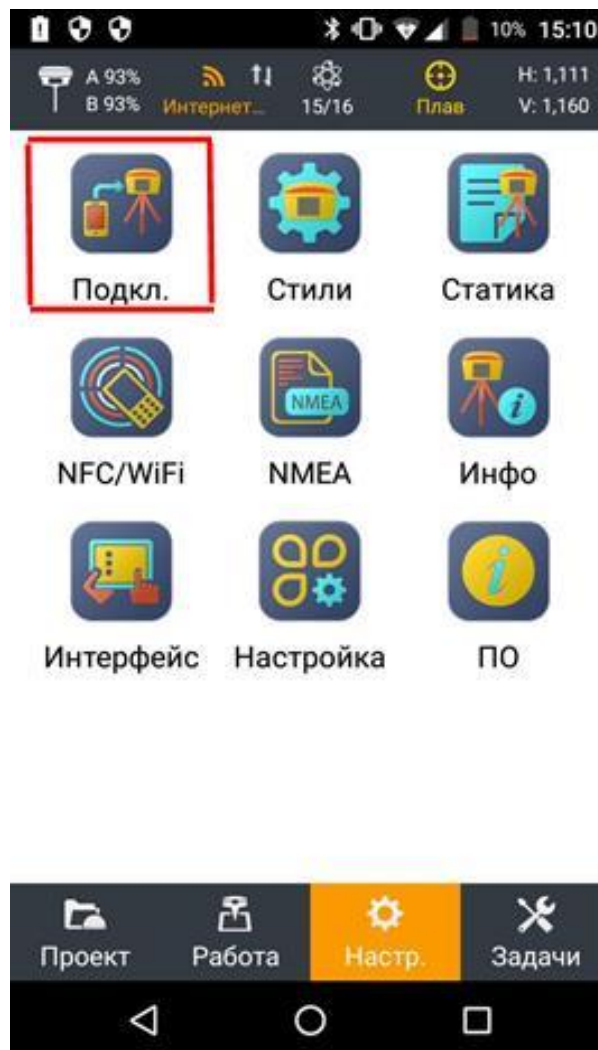 10% 15:10
A 93%
B 93%
Интернет...
15/16
Плав
H: 1,111
V: 1,160
Подкл. Стили Статика
NMEA
NFC/WiFi NMEA Инфо
Интерфейс Настройка ПО
Проект Работа Настр. Задачи